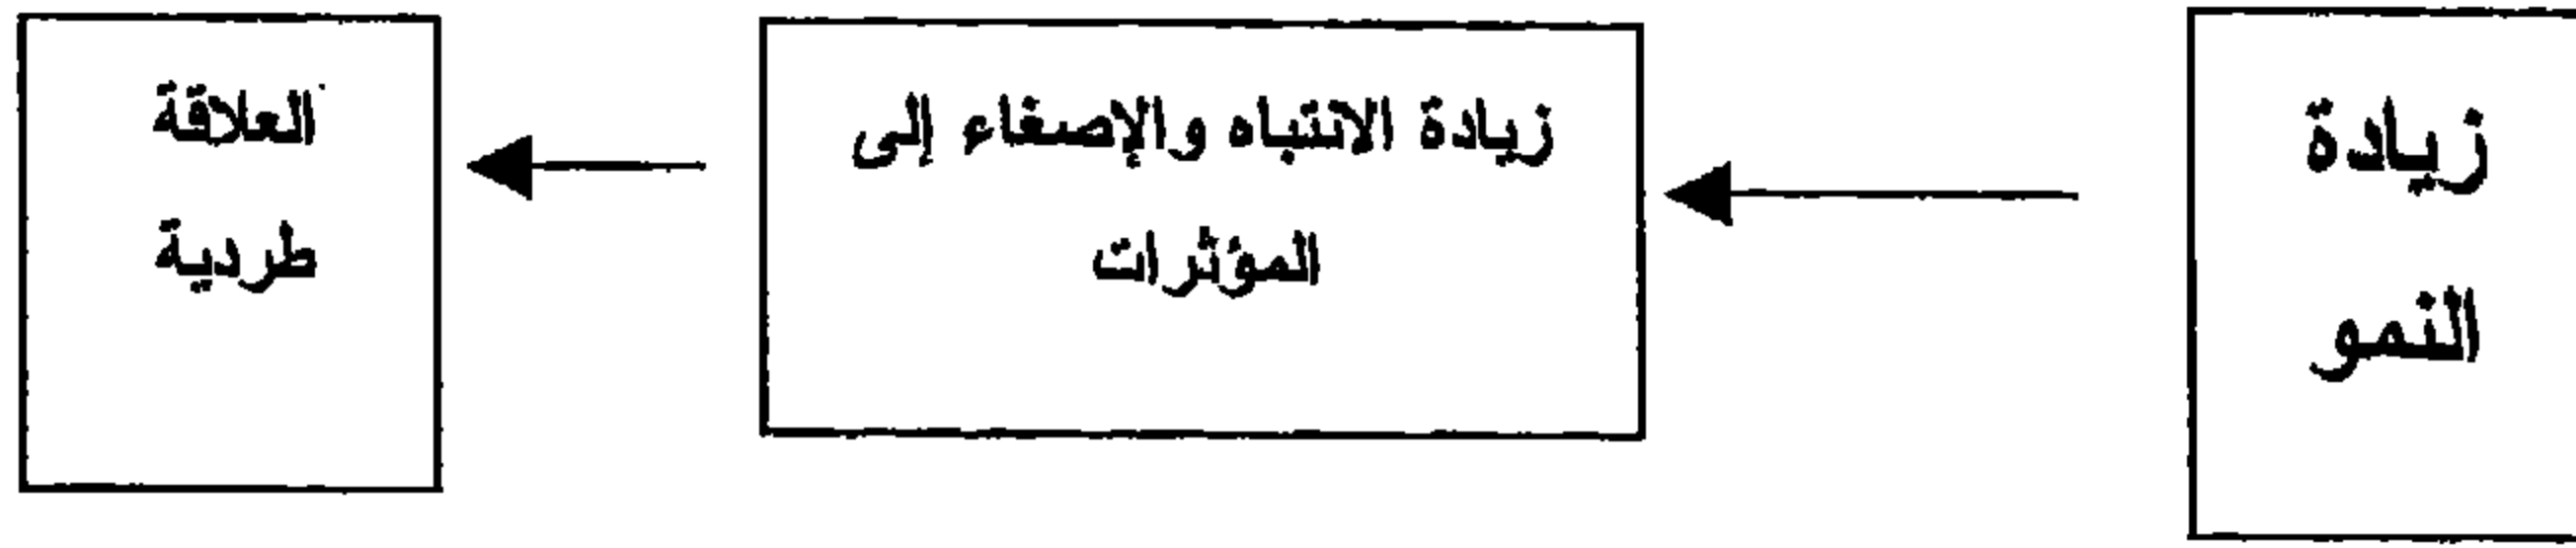 زيادة
النمو
زيادة الانتباه والإصغاء إلى
المؤثرات
العلاقة
طردية